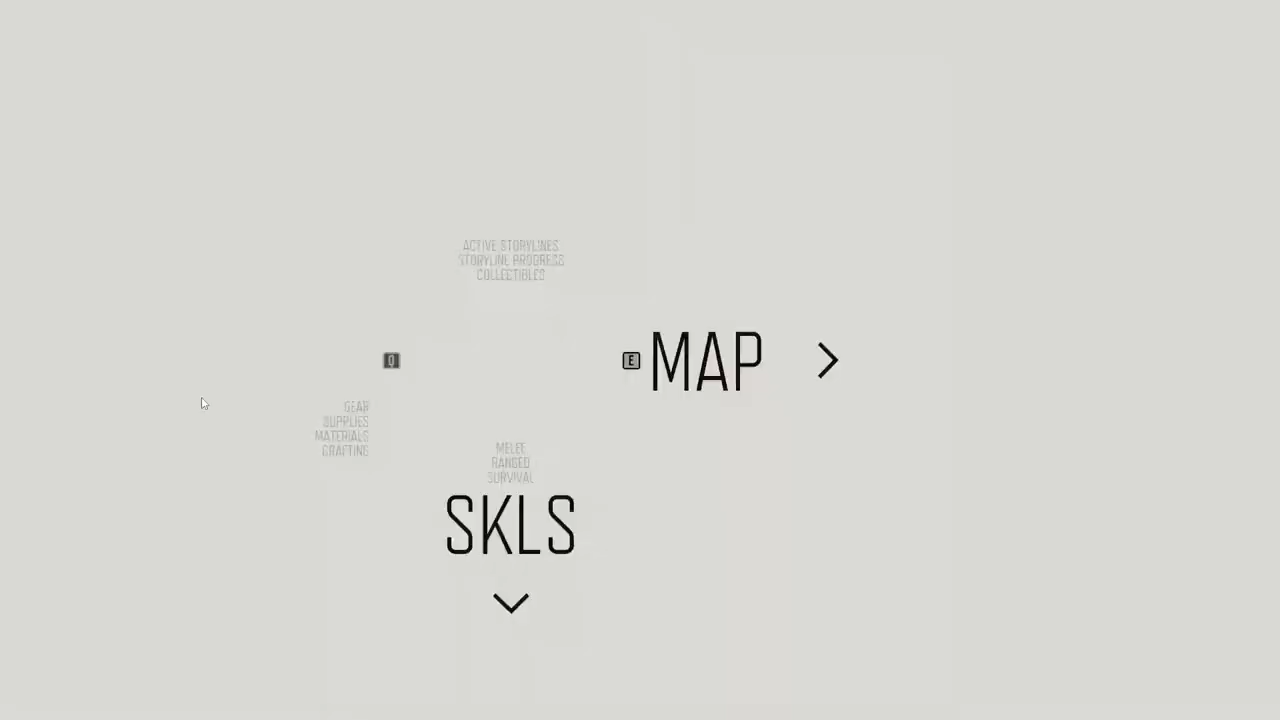 ACTIVE STORYLINES
STORYLINE PROGRESS
COLLECTIBLES
Q
E MAP
GEAR
SUPPLIES
MATERIALS
CRAFTING
MELEE
RANGED
SURVIVAL
SKLS